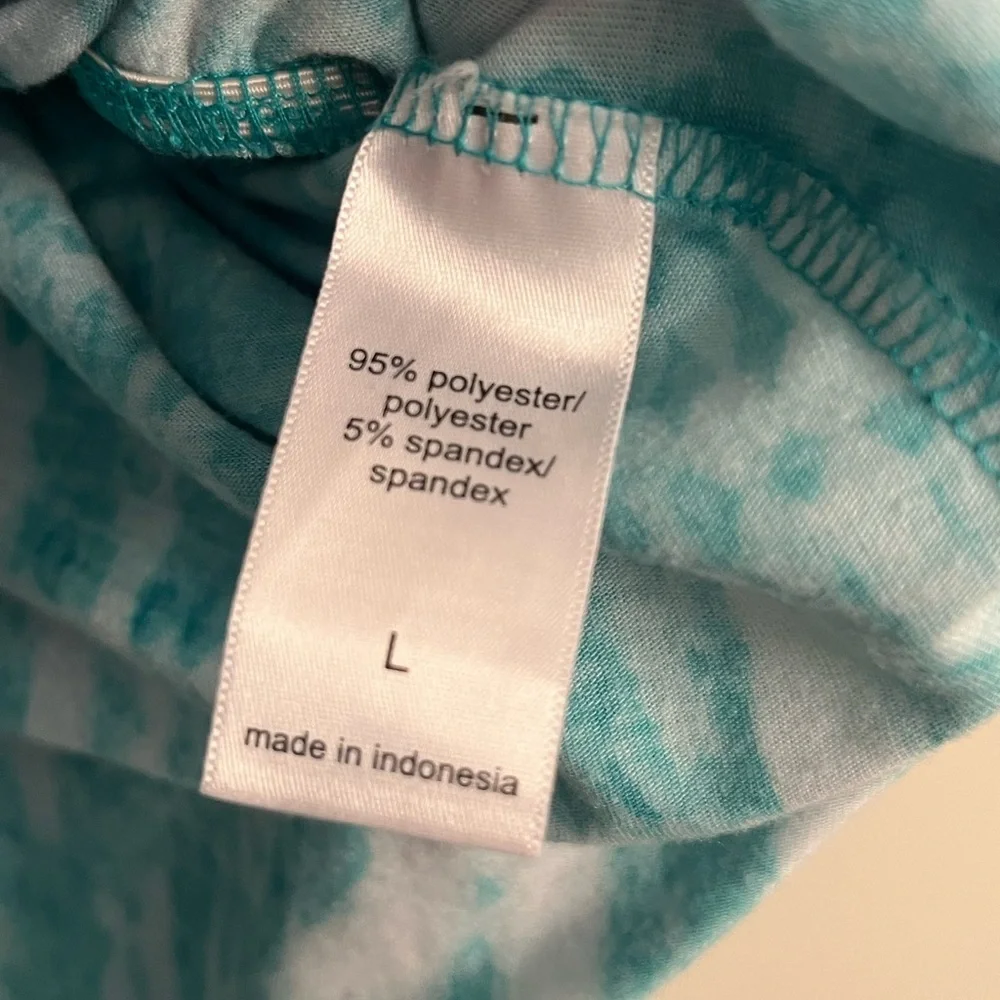 95% polyester/
polyester
5% spandex/
spandex
L
made in indonesia